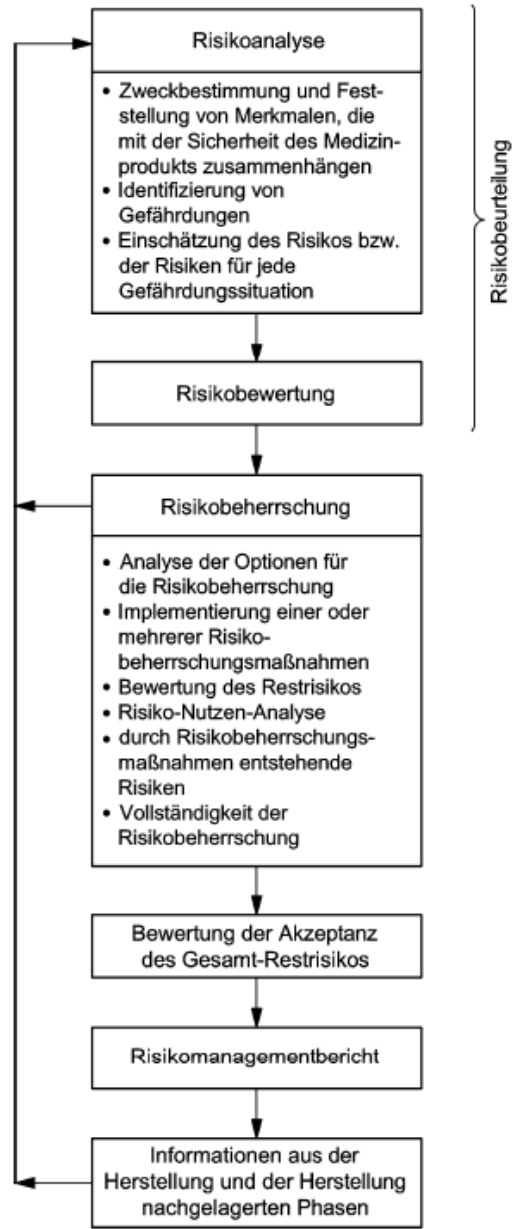 Risikoanalyse
• Zweckbestimmung und Fest-
stellung von Merkmalen, die
mit der Sicherheit des Medizin-
produkts zusammenhängen
• Identifizierung von
Gefährdungen
• Einschätzung des Risikos bzw.
der Risiken für jede
Gefährdungssituation
Risikobewertung
Risikobeurteilung
Risikobeherrschung
• Analyse der Optionen für
die Risikobeherrschung
• Implementierung einer oder
mehrerer Risiko-
beherrschungsmaßnahmen
• Bewertung des Restrisikos
• Risiko-Nutzen-Analyse
• durch Risikobeherrschungs-
maßnahmen entstehende
Risiken
• Vollständigkeit der
Risikobeherrschung
Bewertung der Akzeptanz
des Gesamt-Restrisikos
Risikomanagementbericht
Informationen aus der
Herstellung und der Herstellung
nachgelagerten Phasen